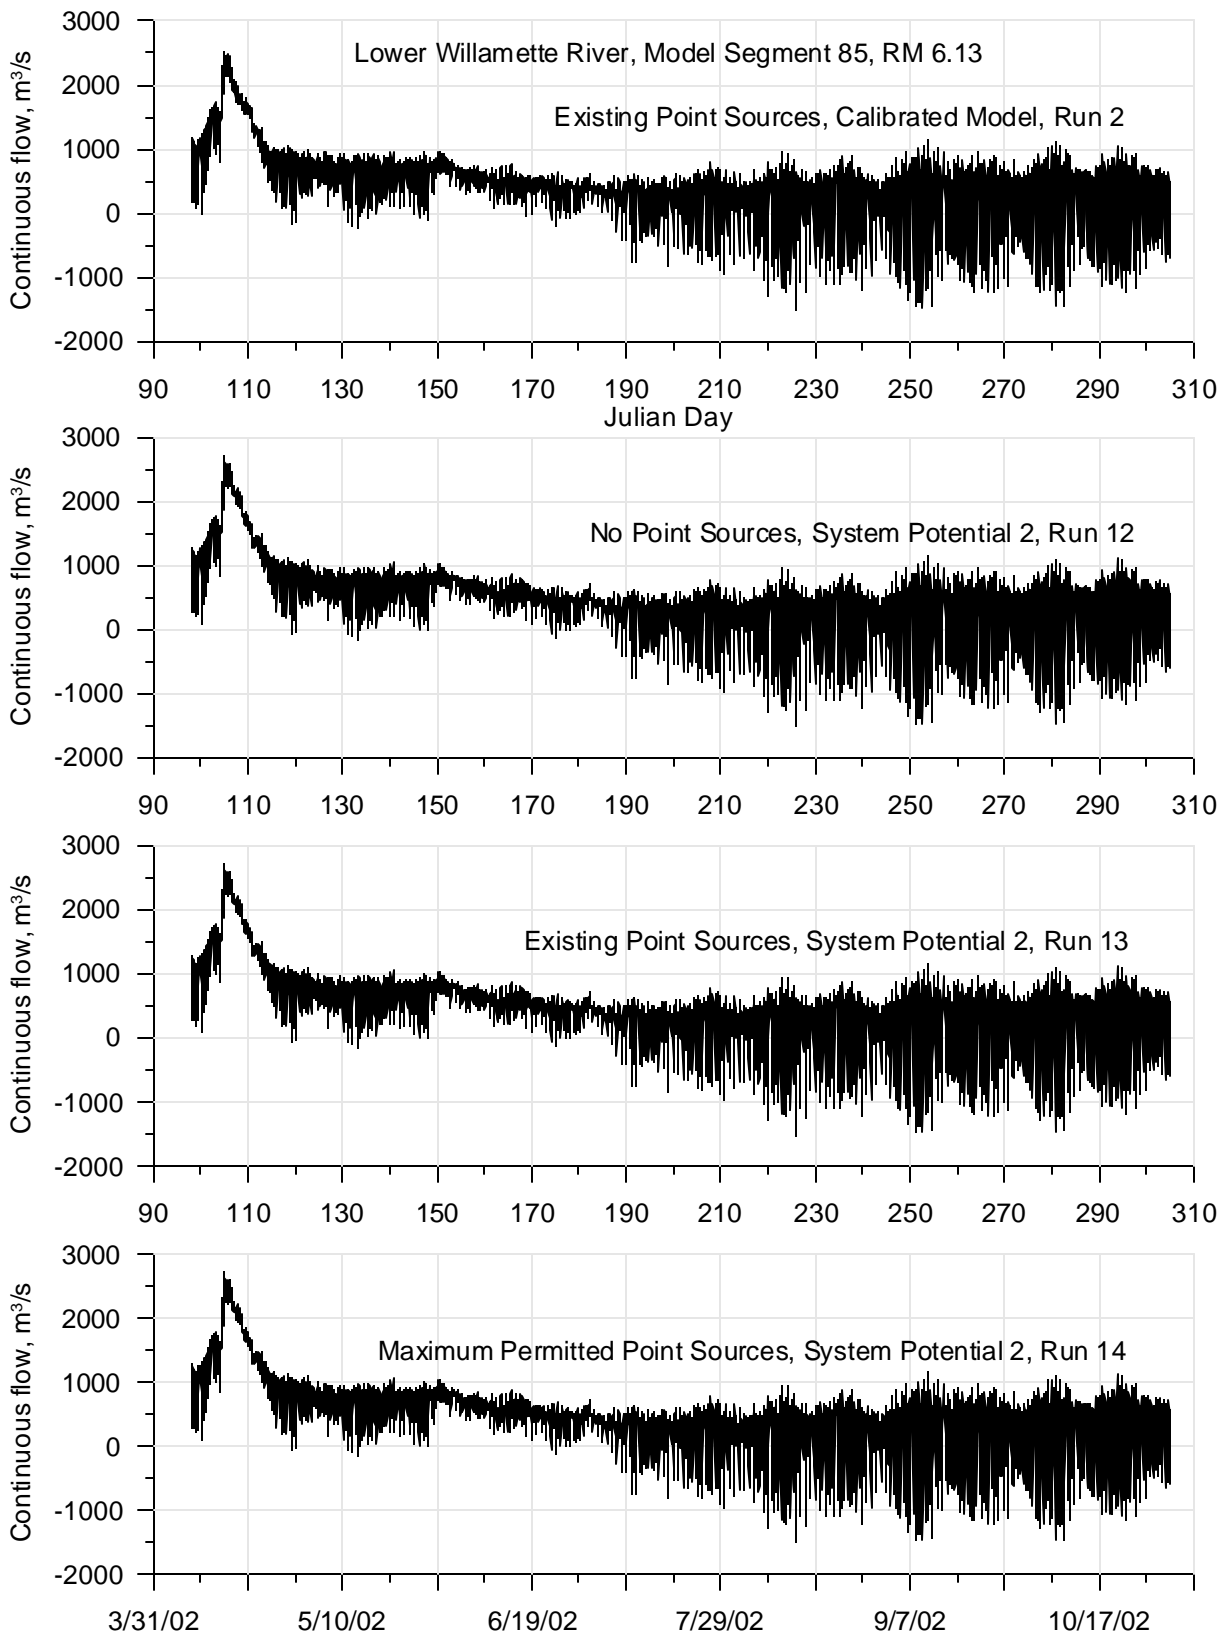 3000
2000
1000
0
-1000
-2000
Continuous flow, m³/s
Lower Willamette River, Model Segment 85, RM 6.13
Existing Point Sources, Calibrated Model, Run 2
90 110 130 150 170 190 210 230 250 270 290 310
Julian Day
3000
2000
1000
0
-1000
-2000
Continuous flow, m³/s
No Point Sources, System Potential 2, Run 12
90 110 130 150 170 190 210 230 250 270 290 310
3000
2000
1000
0
-1000
-2000
Continuous flow, m³/s
Existing Point Sources, System Potential 2, Run 13
90 110 130 150 170 190 210 230 250 270 290 310
3000
2000
1000
0
-1000
-2000
Continuous flow, m³/s
Maximum Permitted Point Sources, System Potential 2, Run 14
3/31/02 5/10/02 6/19/02 7/29/02 9/7/02 10/17/02